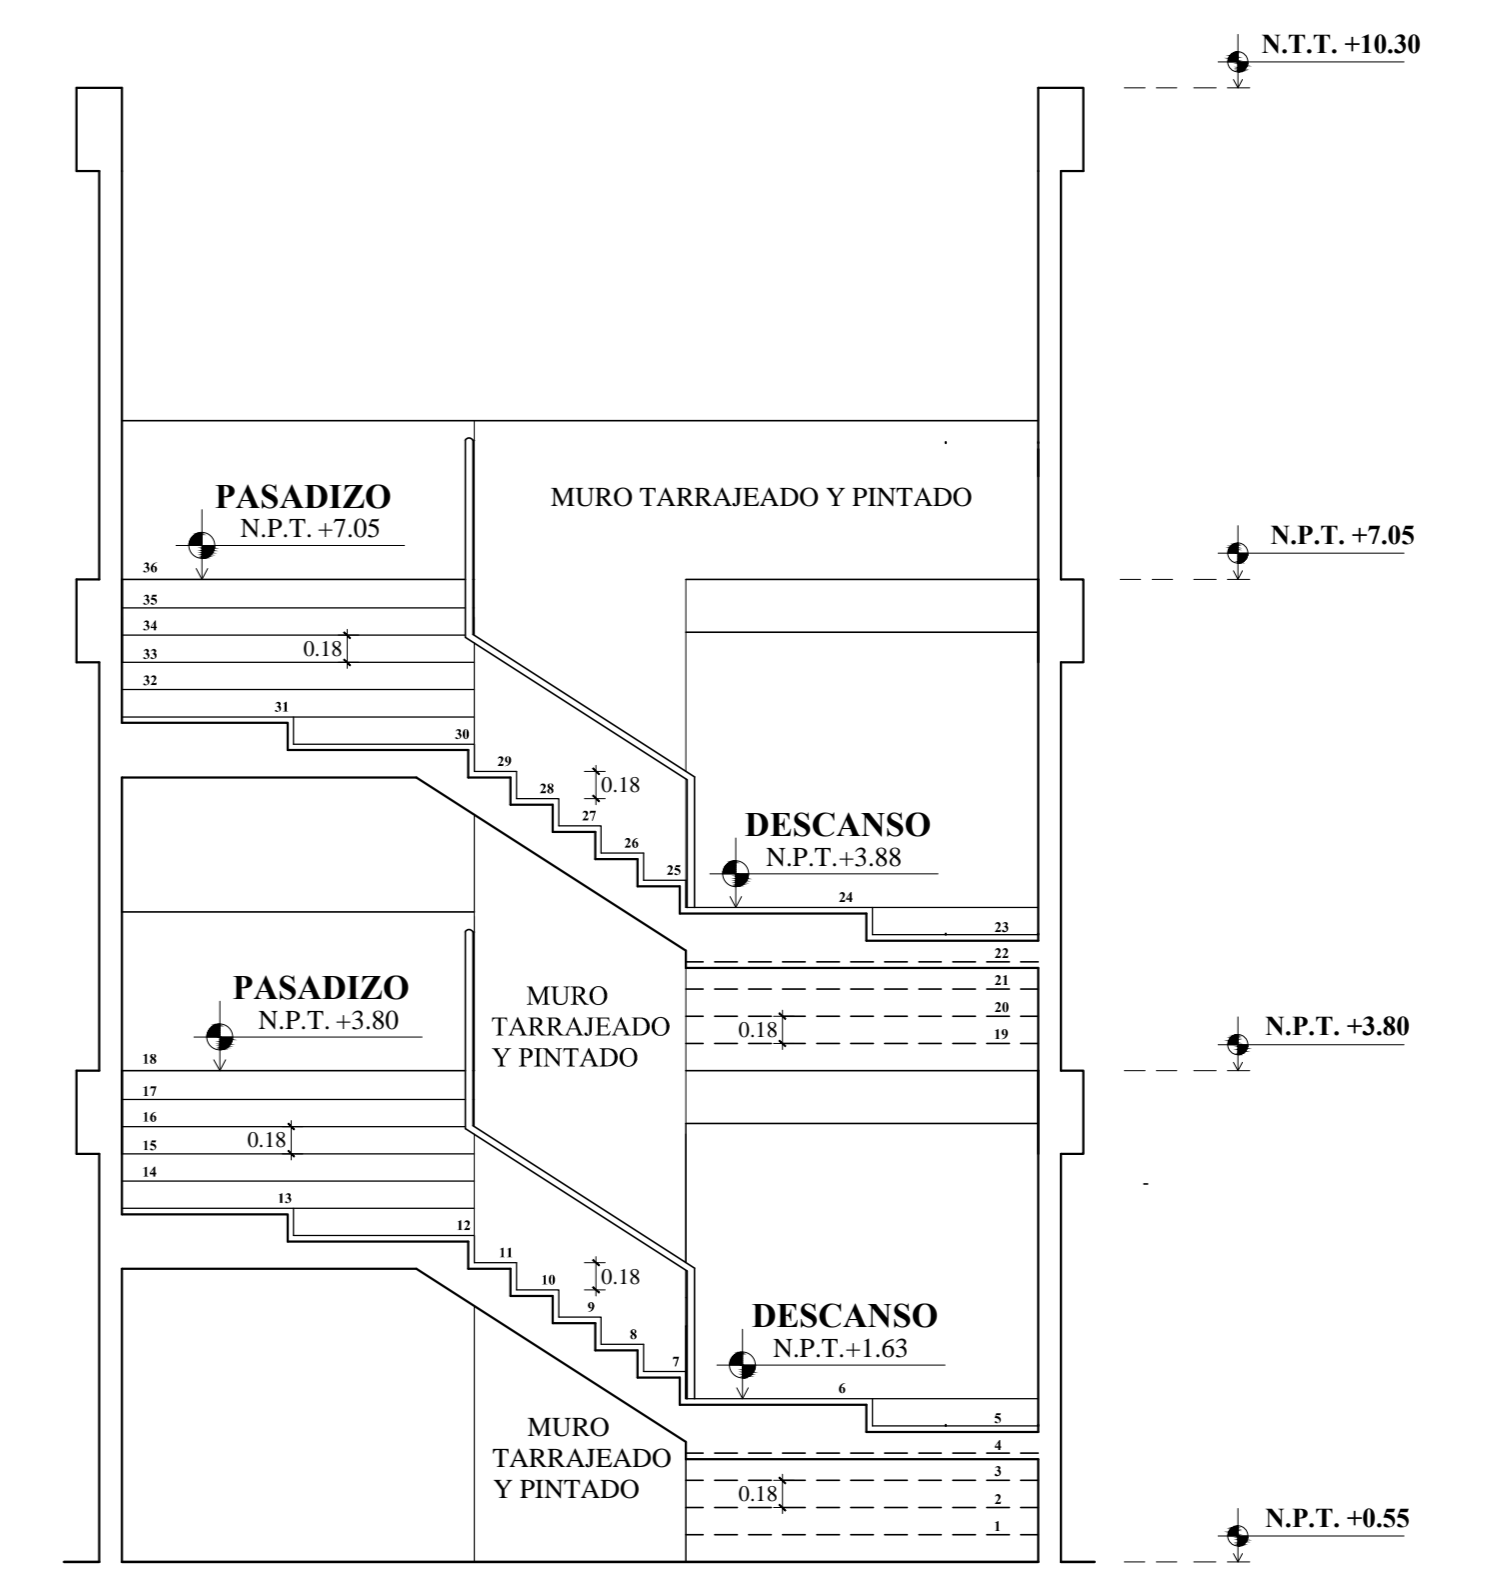 N.T.T. +10.30
PASADIZO
N.P.T. +7.05
MURO TARRAJEADO Y PINTADO
N.P.T. +7.05
36
35
34
0.18
33
32
31
30
29
28
0.18
27
26
25
DESCANSO
N.P.T.+3.88
24
23
22
21
20
0.18
19
PASADIZO
N.P.T. +3.80
MURO
TARRAJEADO
Y PINTADO
N.P.T. +3.80
18
17
16
0.18
15
14
13
12
11
10
0.18
9
8
7
DESCANSO
N.P.T.+1.63
6
5
4
3
0.18
2
1
MURO
TARRAJEADO
Y PINTADO
N.P.T. +0.55